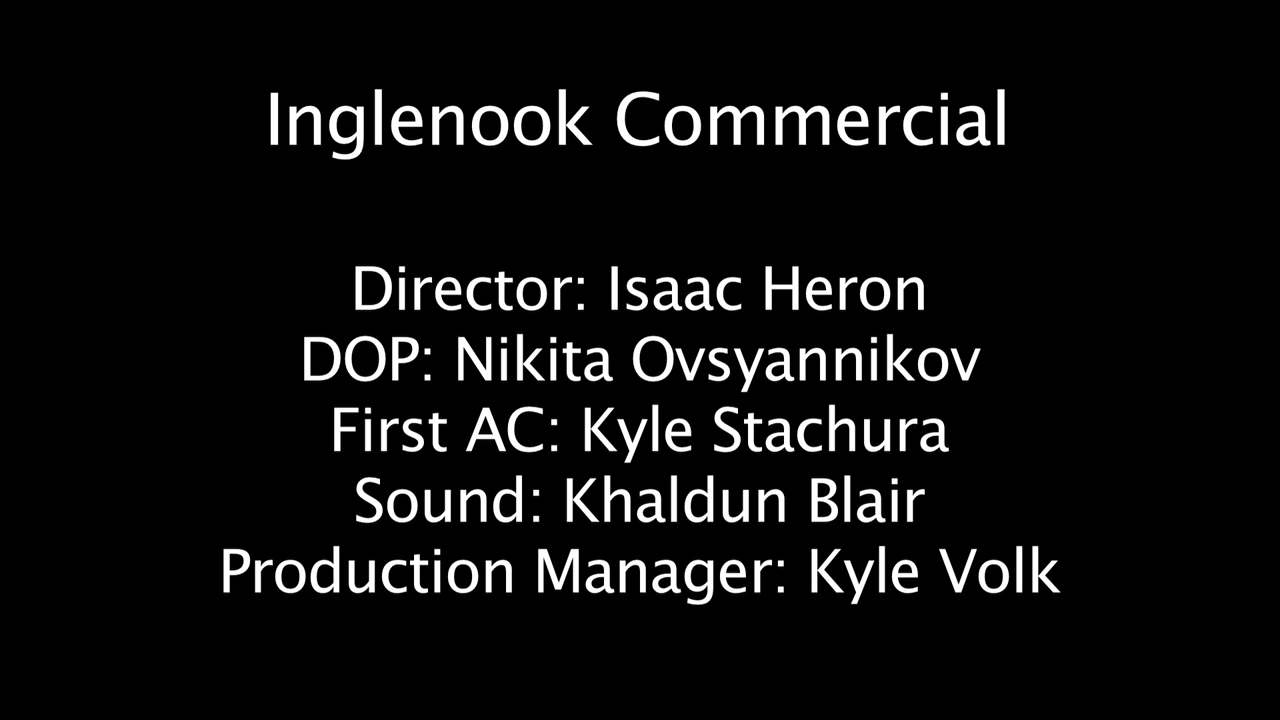 Inglenook Commercial
Director: Isaac Heron
DOP: Nikita Ovsyannikov
First AC: Kyle Stachura
Sound: Khaldun Blair
Production Manager: Kyle Volk